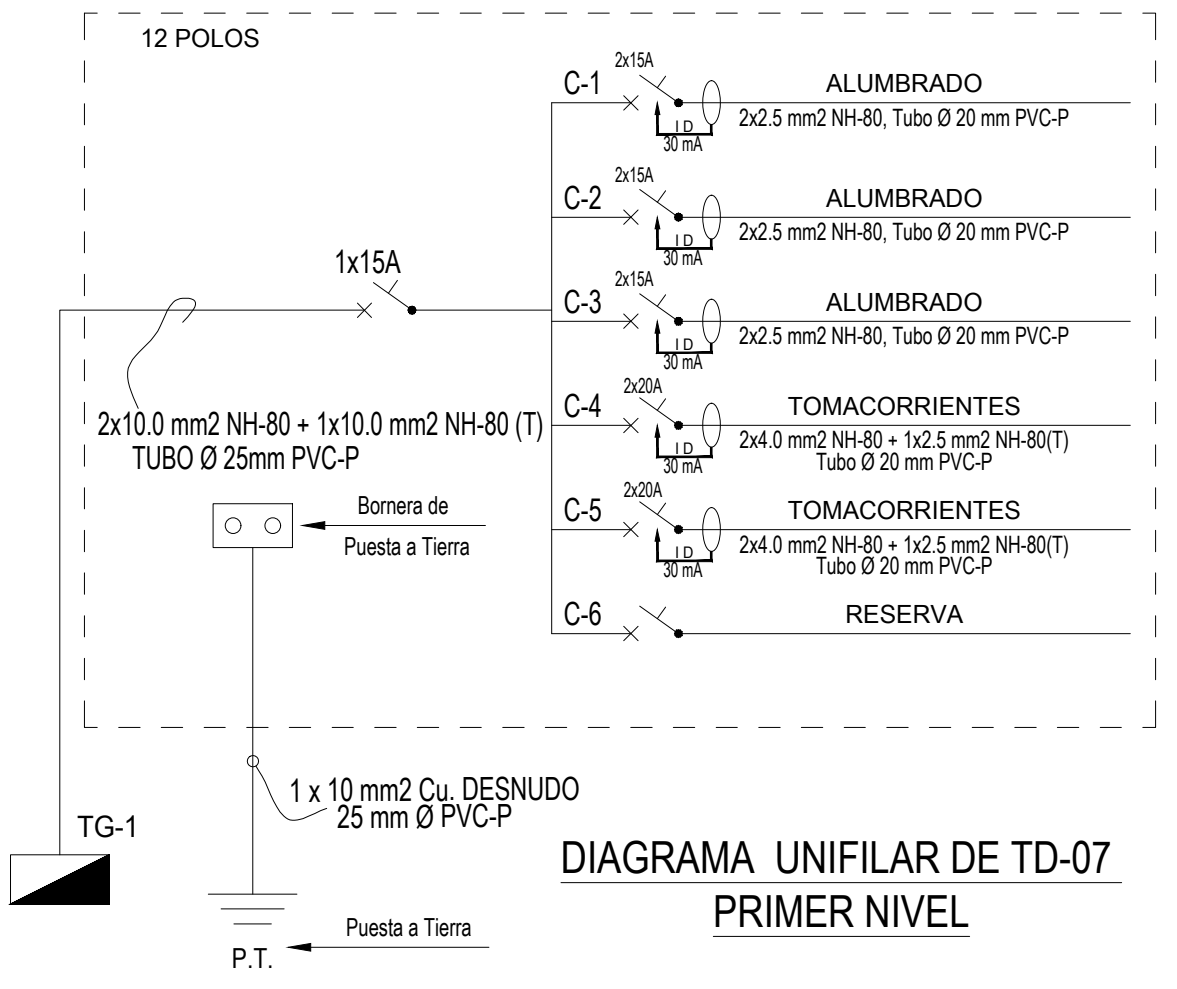 12 POLOS
2x15A
C-1
ALUMBRADO
2x2.5 mm2 NH-80, Tubo Ø 20 mm PVC-P
I D
30 mA
2x15A
C-2
ALUMBRADO
2x2.5 mm2 NH-80, Tubo Ø 20 mm PVC-P
I D
30 mA
1x15A
2x15A
C-3
ALUMBRADO
2x2.5 mm2 NH-80, Tubo Ø 20 mm PVC-P
I D
30 mA
2x10.0 mm2 NH-80 + 1x10.0 mm2 NH-80 (T)
TUBO Ø 25mm PVC-P
2x20A
C-4
TOMACORRIENTES
2x4.0 mm2 NH-80 + 1x2.5 mm2 NH-80(T)
Tubo Ø 20 mm PVC-P
I D
30 mA
Bornera de
Puesta a Tierra
2x20A
C-5
TOMACORRIENTES
2x4.0 mm2 NH-80 + 1x2.5 mm2 NH-80(T)
Tubo Ø 20 mm PVC-P
I D
30 mA
C-6
RESERVA
1 x 10 mm2 Cu. DESNUDO
25 mm Ø PVC-P
TG-1
DIAGRAMA UNIFILAR DE TD-07
PRIMER NIVEL
Puesta a Tierra
P.T.